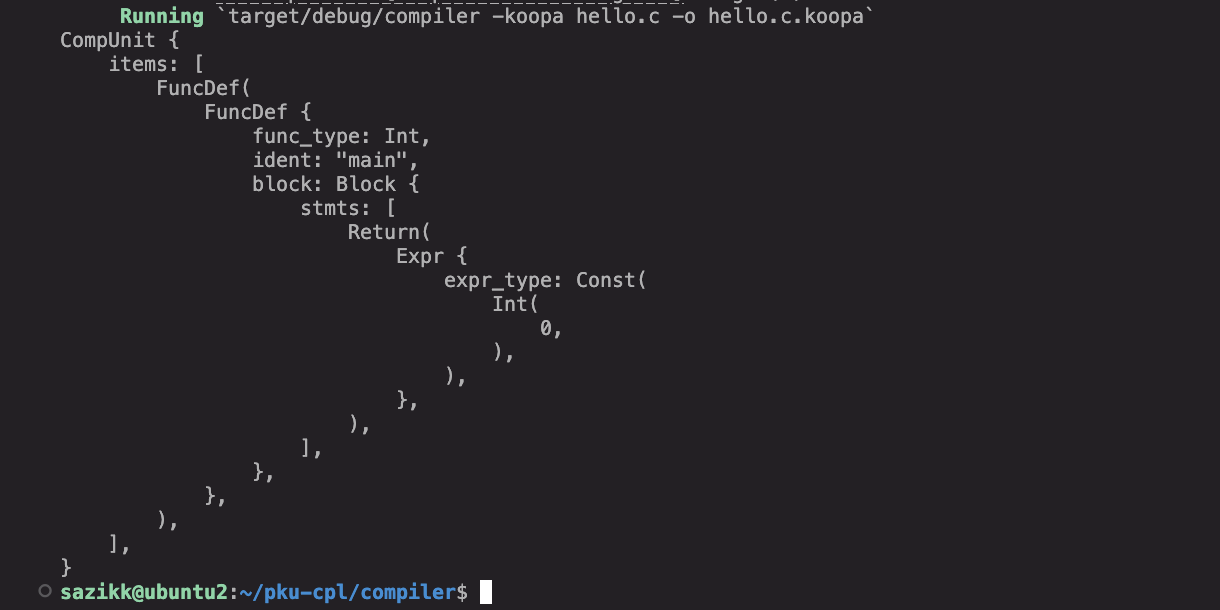 Running `target/debug/compiler -koopa hello.c -o hello.c.koopa`
CompUnit {
    items: [
        FuncDef(
            FuncDef {
                func_type: Int,
                ident: "main",
                block: Block {
                    stmts: [
                        Return(
                            Expr {
                                expr_type: Const(
                                    Int(
                                        0,
                                    ),
                                ),
                            },
                        ),
                    ],
                },
            },
        ),
    ],
}
sazikk@ubuntu2:~/pku-cpl/compiler$